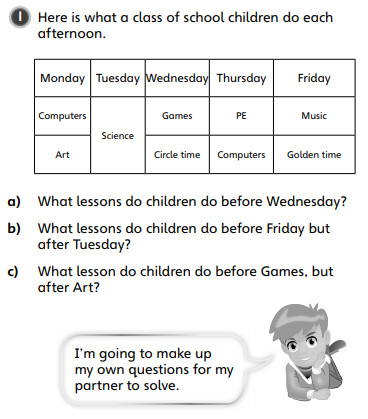 1 Here is what a class of school children do each
afternoon.
Monday Tuesday Wednesday Thursday Friday
Computers Games PE Music
Science
Art Circle time Computers Golden time
a) What lessons do children do before Wednesday?
b) What lessons do children do before Friday but
after Tuesday?
c) What lesson do children do before Games, but
after Art?
I'm going to make up
my own questions for my
partner to solve.